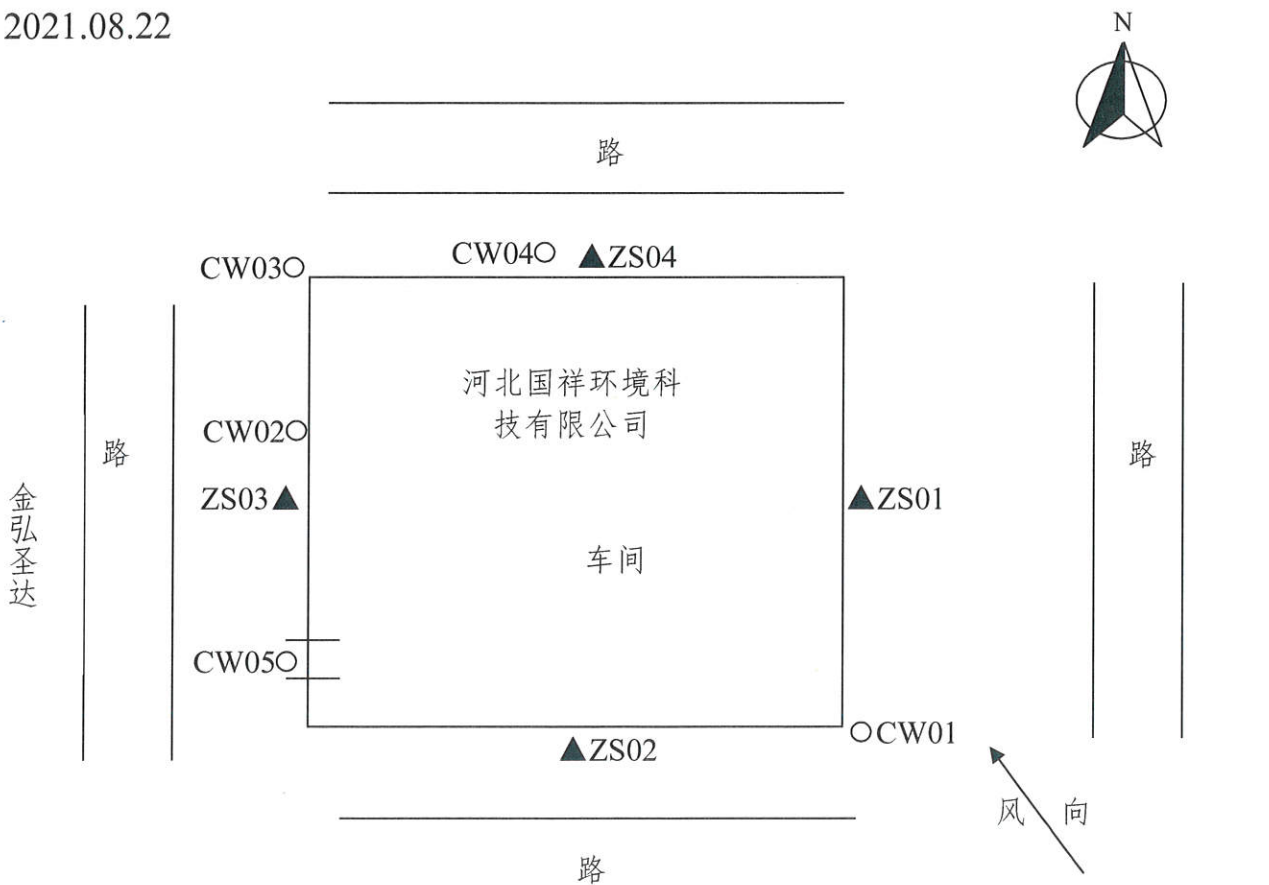 2021.08.22
N
路
CW03
CW04
ZS04
河北国祥环境科
技有限公司
CW02
路
路
ZS03
ZS01
金弘圣达
车间
CW05
CW01
ZS02
风向
路